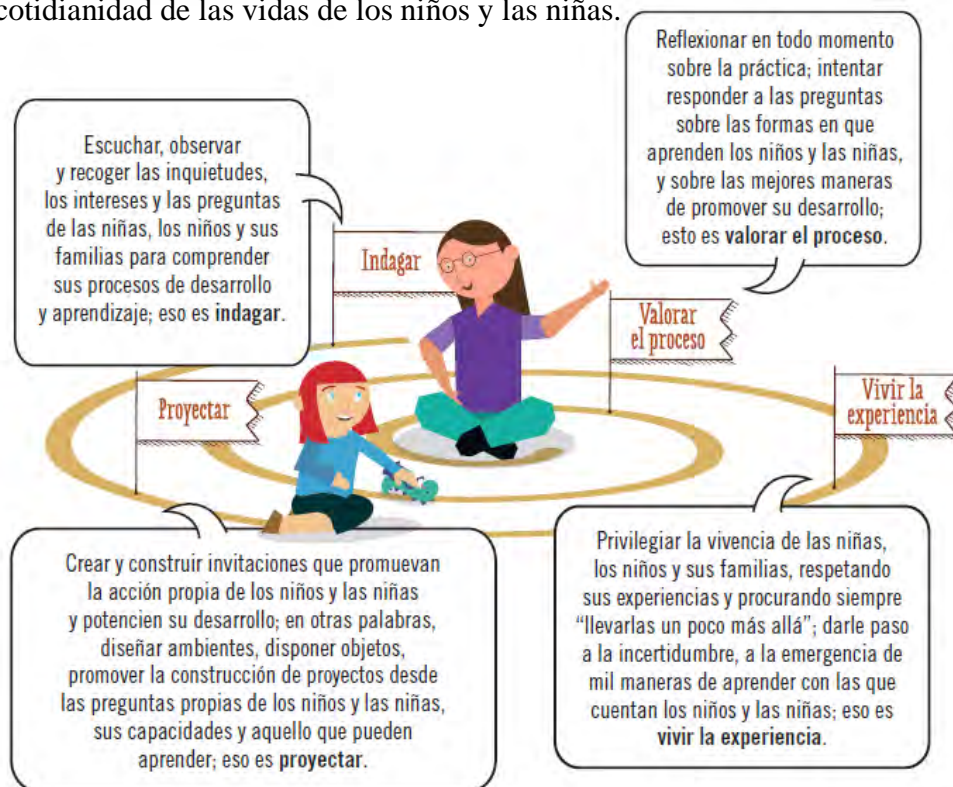 cotidianidad de las vidas de los niños y las niñas.
Escuchar, observar
y recoger las inquietudes,
los intereses y las preguntas
de las niñas, los niños y sus
familias para comprender
sus procesos de desarrollo
y aprendizaje; eso es indagar.
Reflexionar en todo momento
sobre la práctica; intentar
responder a las preguntas
sobre las formas en que
aprenden los niños y las niñas,
y sobre las mejores maneras
de promover su desarrollo;
esto es valorar el proceso.
Indagar
Valorar
el proceso
Proyectar
Vivir la
experiencia
Crear y construir invitaciones que promuevan
la acción propia de los niños y las niñas
y potencien su desarrollo; en otras palabras,
diseñar ambientes, disponer objetos,
promover la construcción de proyectos desde
las preguntas propias de los niños y las niñas,
sus capacidades y aquello que pueden
aprender; eso es proyectar.
Privilegiar la vivencia de las niñas,
los niños y sus familias, respetando
sus experiencias y procurando siempre
“llevarlas un poco más allá”; darle paso
a la incertidumbre, a la emergencia de
mil maneras de aprender con las que
cuentan los niños y las niñas; eso es
vivir la experiencia.